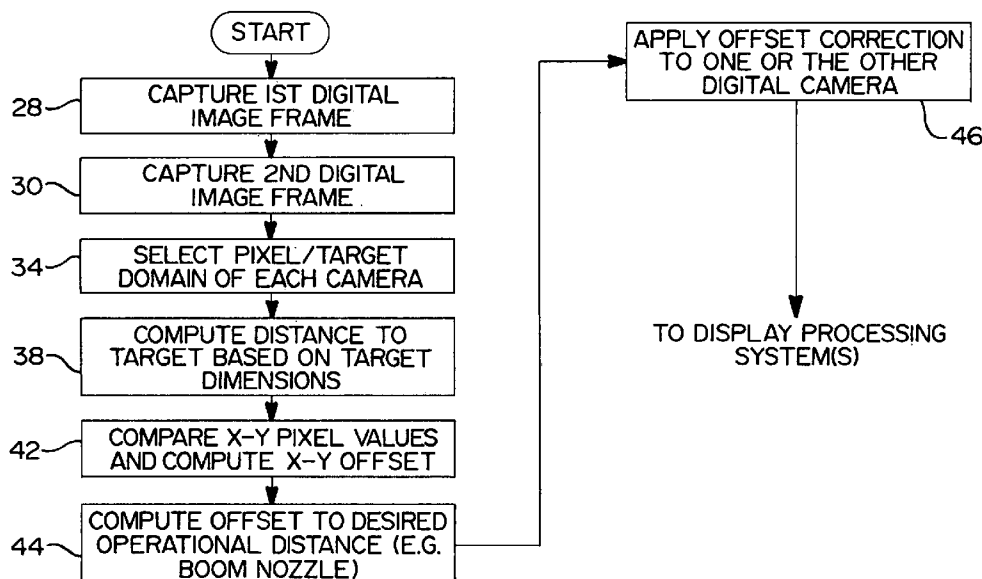 START
28
CAPTURE 1ST DIGITAL
IMAGE FRAME
30
CAPTURE 2ND DIGITAL
IMAGE FRAME
34
SELECT PIXEL/TARGET
DOMAIN OF EACH CAMERA
38
COMPUTE DISTANCE TO
TARGET BASED ON TARGET
DIMENSIONS
42
COMPARE X-Y PIXEL VALUES
AND COMPUTE X-Y OFFSET
44
COMPUTE OFFSET TO DESIRED
OPERATIONAL DISTANCE (E.G.
BOOM NOZZLE)
APPLY OFFSET CORRECTION
TO ONE OR THE OTHER
DIGITAL CAMERA
46
TO DISPLAY PROCESSING
SYSTEM(S)